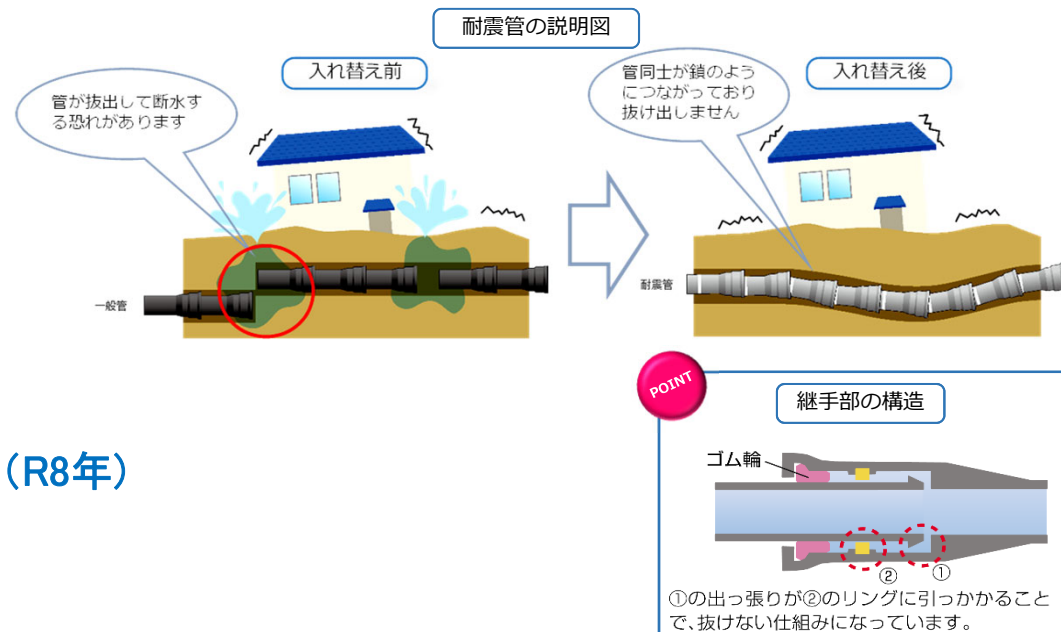 耐震管の説明図
入れ替え前
管が抜出して断水す
る恐れがあります
一般管
入れ替え後
管同士が鎖のよう
につながっており
抜け出しません
耐震管
(R8年)
POINT
継手部の構造
ゴム輪
②
①
①の出っ張りが②のリングに引っかかること
で、抜けない仕組みになっています。